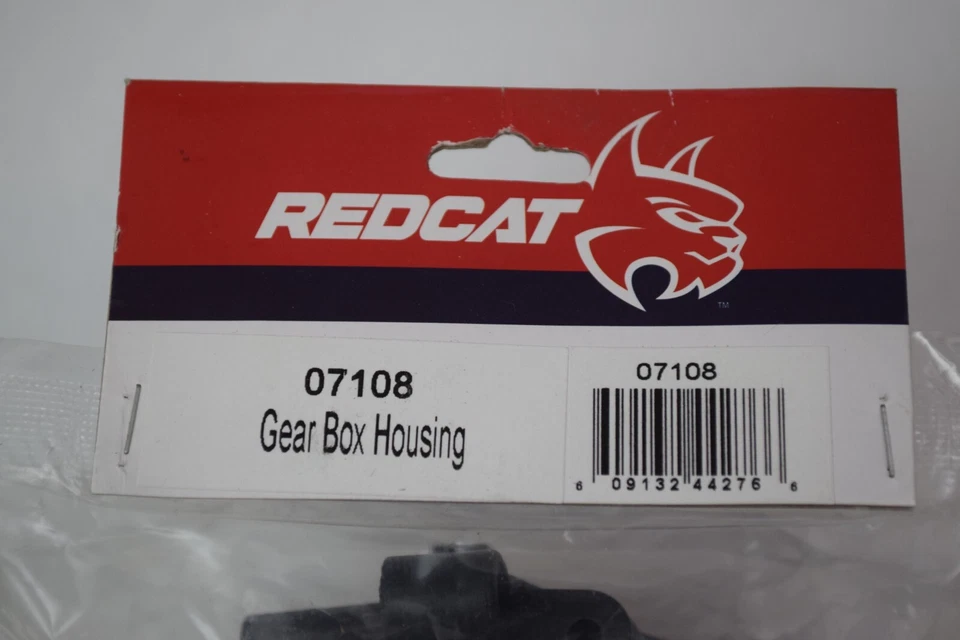 REDCAT
TM
07108
Gear Box Housing
07108
6 09132 44276 6